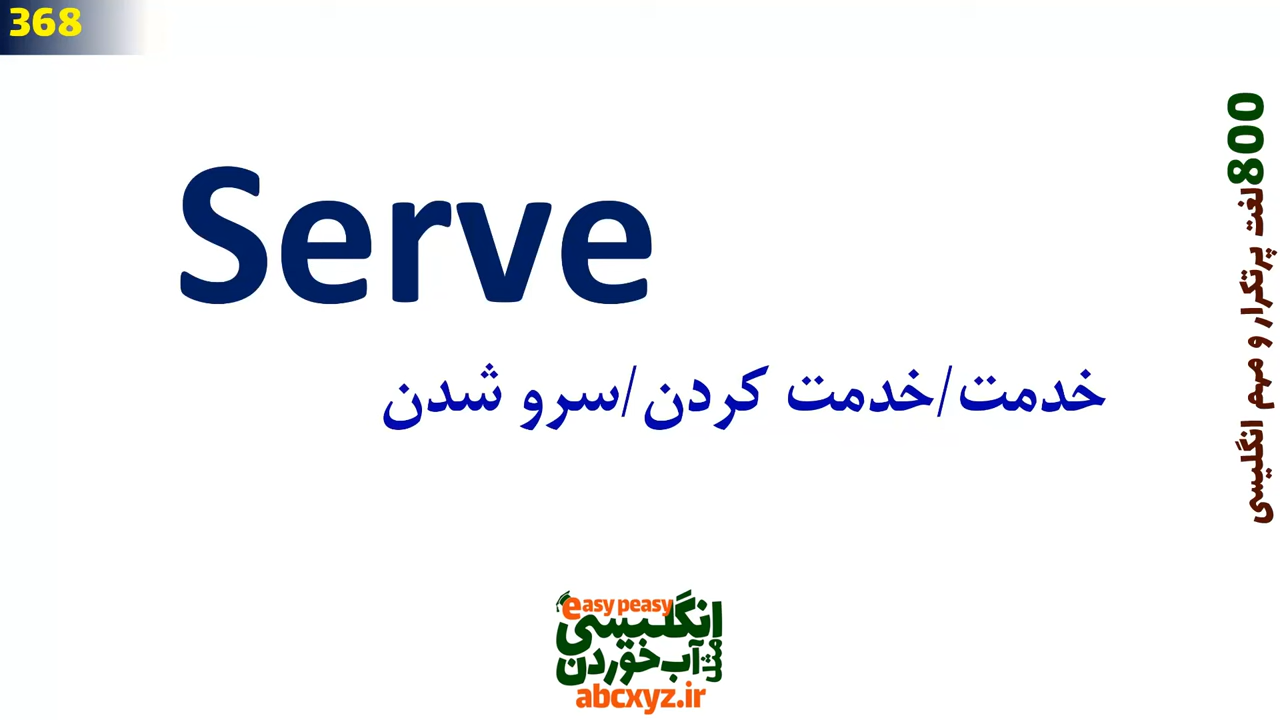 368
Serve
خدمت/خدمت کردن/سرو شدن
800 لغت پرتکرار و مهم انگلیسی
easy peasy
انگلیسی
مثل آب خوردن
abcxyz.ir